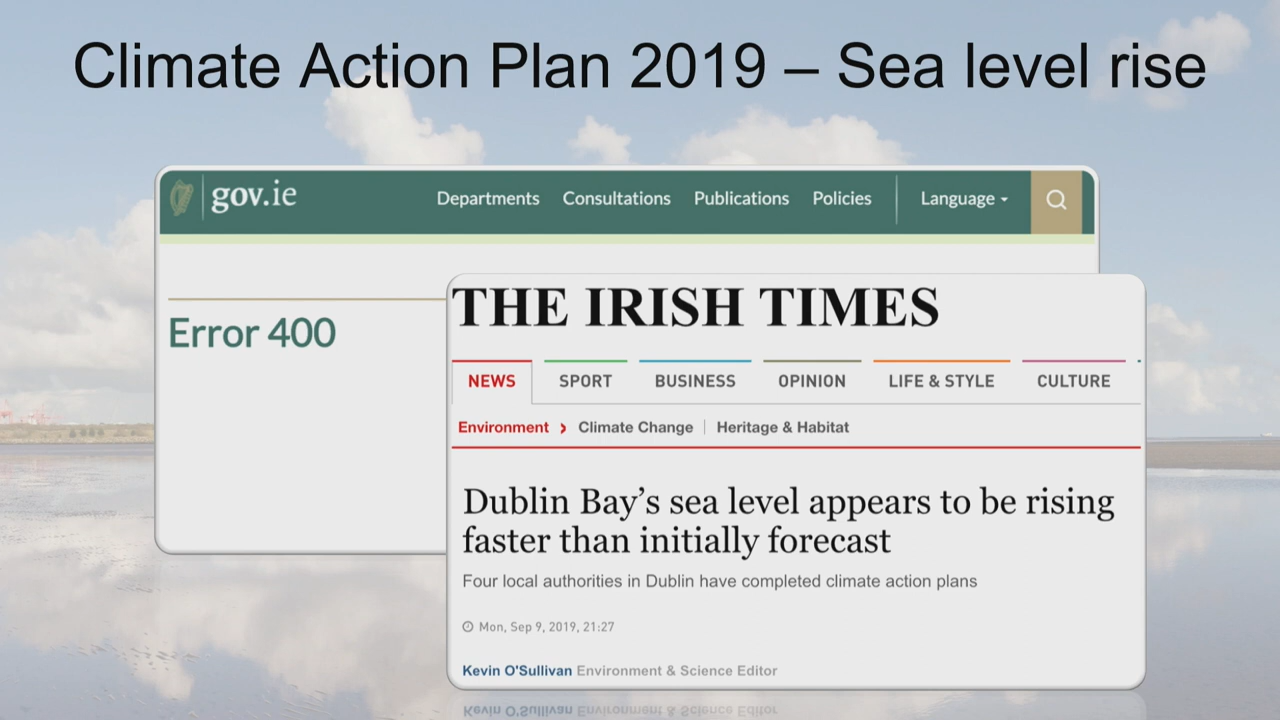 Climate Action Plan 2019 – Sea level rise
gov.ie
Departments Consultations Publications Policies Language
Error 400
THE IRISH TIMES
NEWS SPORT BUSINESS OPINION LIFE & STYLE CULTURE
Environment › Climate Change | Heritage & Habitat
Dublin Bay’s sea level appears to be rising
faster than initially forecast
Four local authorities in Dublin have completed climate action plans
Mon, Sep 9, 2019, 21:27
Kevin O'Sullivan Environment & Science Editor